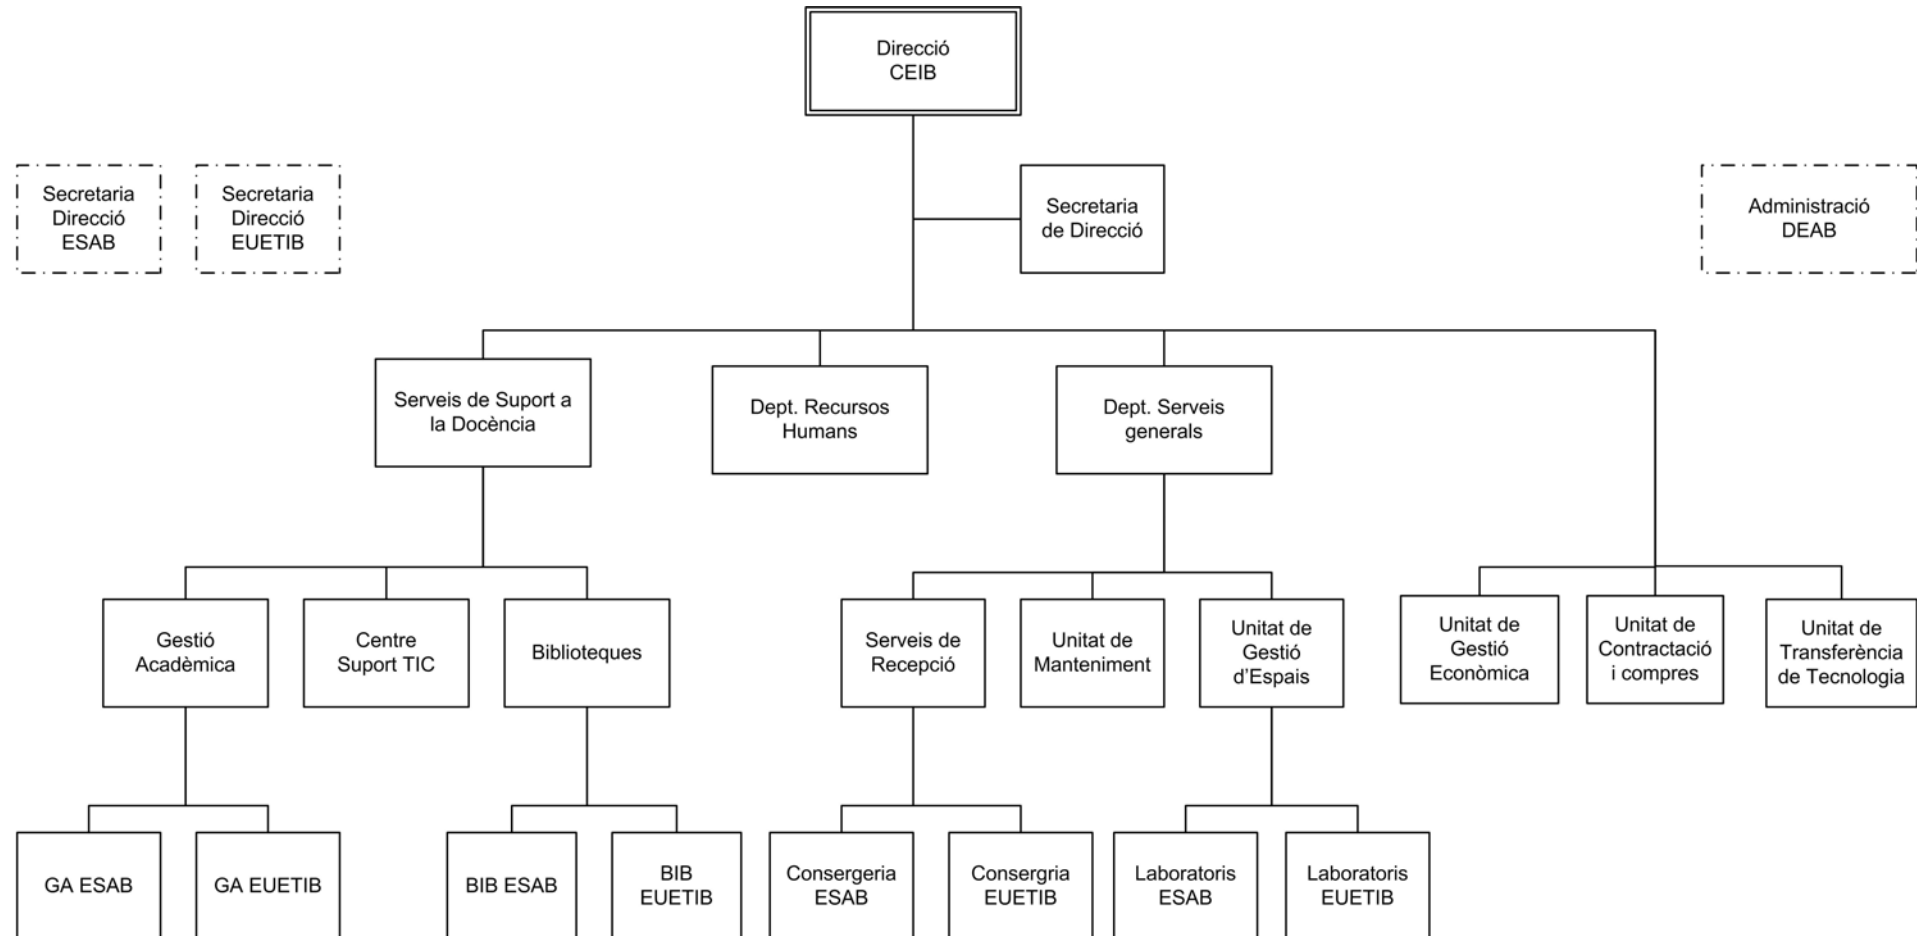 Direcció
CEIB
Secretaria
Direcció
ESAB
Secretaria
Direcció
EUETIB
Secretaria
de Direcció
Administració
DEAB
Serveis de Suport a
la Docència
Dept. Recursos
Humans
Dept. Serveis
generals
Gestió
Acadèmica
Centre
Suport TIC
Biblioteques
Serveis de
Recepció
Unitat de
Manteniment
Unitat de
Gestió
d'Espais
Unitat de
Gestió
Econòmica
Unitat de
Contractació
i compres
Unitat de
Transferència
de Tecnologia
GA ESAB
GA EUETIB
BIB ESAB
BIB
EUETIB
Consergeria
ESAB
Consergria
EUETIB
Laboratoris
ESAB
Laboratoris
EUETIB